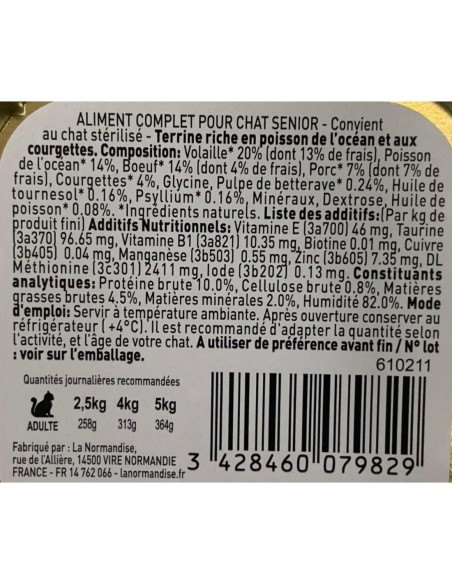 ALIMENT COMPLET POUR CHAT SENIOR - Convient
au chat stérilisé - Terrine riche en poisson de l'océan et aux
courgettes. Composition: Volaille* 20% (dont 13% de frais), Poisson
de l'océan* 14%, Boeuf* 14% (dont 4% de frais), Porc* 7% (dont 7% de
frais), Courgettes* 4%, Glycine, Pulpe de betterave* 0.24%, Huile de
tournesol* 0.16%, Psyllium* 0.16%, Minéraux, Dextrose, Huile de
poisson* 0.08%. *Ingrédients naturels. Liste des additifs: (Par kg de
produit fini) Additifs Nutritionnels: Vitamine E (3a700) 46 mg, Taurine
(3a370) 96.65 mg, Vitamine B1 (3a821) 10.35 mg, Biotine 0.01 mg, Cuivre
(3b405) 0.04 mg, Manganèse (3b503) 0.55 mg, Zinc (3b605) 7.35 mg, DL
Méthionine (3c301) 2411 mg, Iode (3b202) 0.13 mg. Constituants
analytiques: Protéine brute 10.0%, Cellulose brute 0.8%, Matières
grasses brutes 4.5%, Matières minérales 2.0%, Humidité 82.0%. Mode
d'emploi: Servir à température ambiante. Après ouverture conserver au
réfrigérateur (+4°C). Il est recommandé d'adapter la quantité selon
l'activité, et l'âge de votre chat. A utiliser de préférence avant fin / N° lot
: voir sur l'emballage.
610211
Quantités journalières recommandées
2,5kg 4kg 5kg
ADULTE 258g 313g 364g
Fabriqué par : La Normandise,
rue de l'Allière, 14500 VIRE NORMANDIE
FRANCE - FR 14 762 066 - lanormandise.fr
3 428460 079829